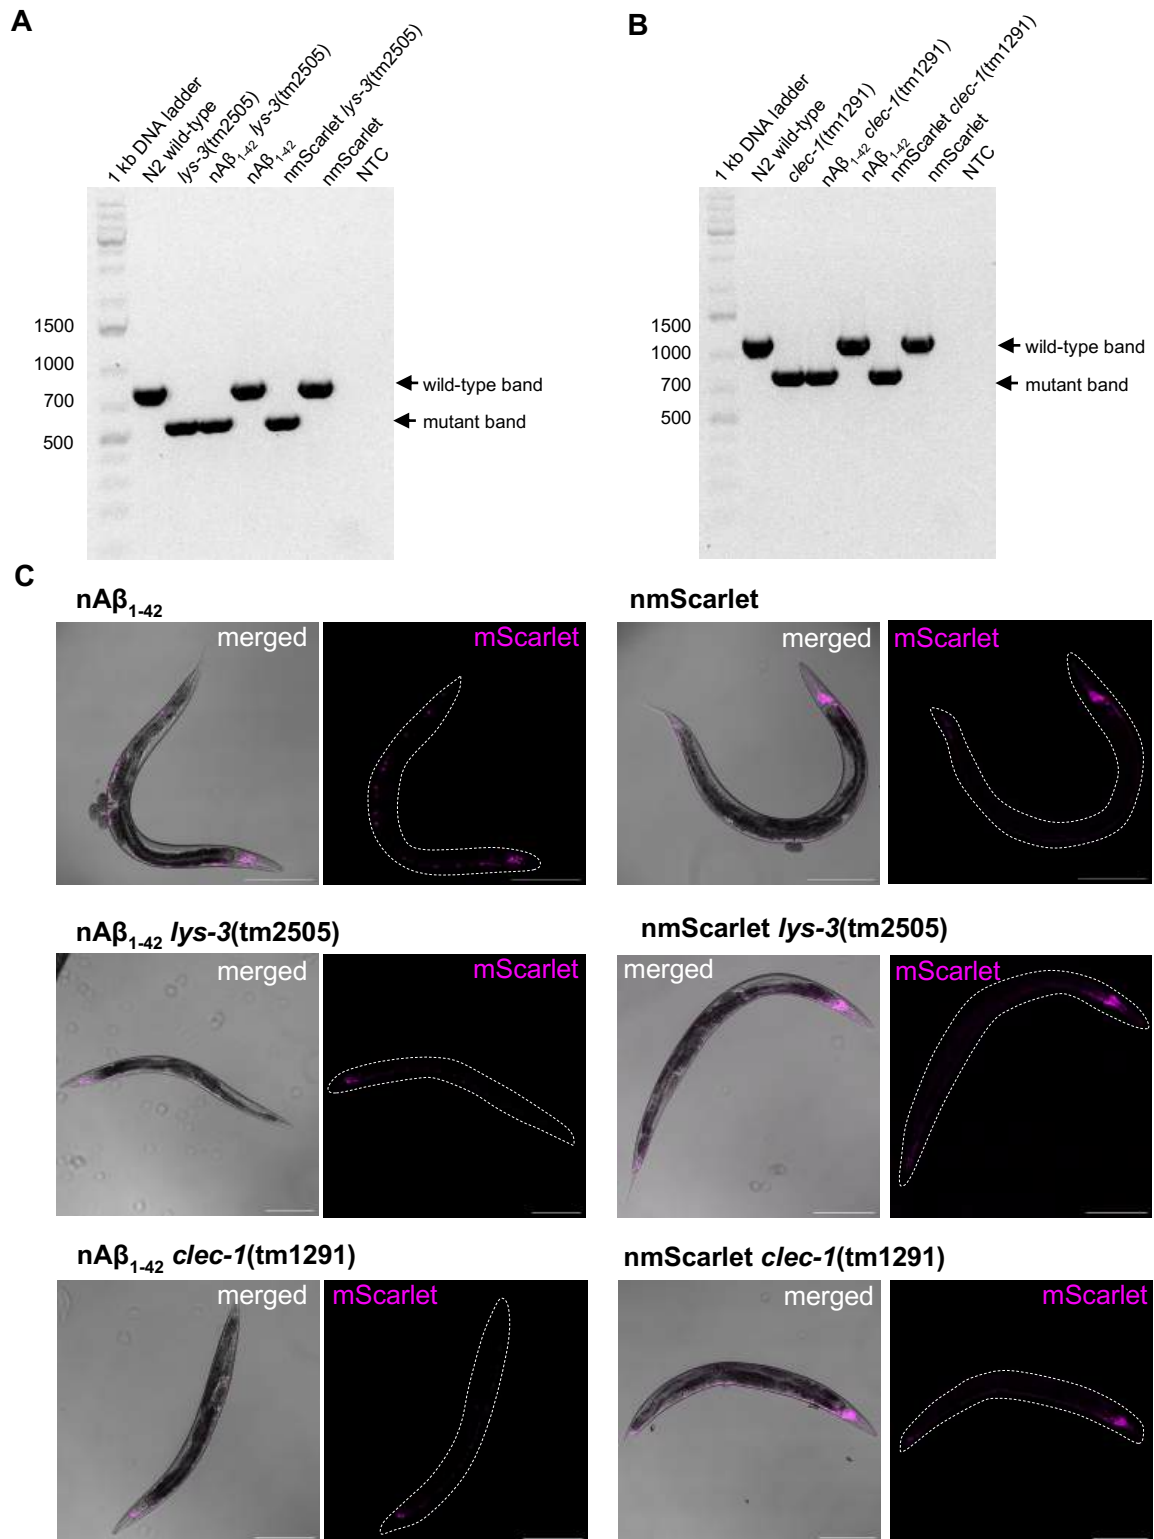 A
1 kb DNA ladder
N2 wild-type
lys-3(tm2505)
nAβ1-42 lys-3(tm2505)
nAβ1-42
nmScarlet lys-3(tm2505)
nmScarlet
NTC
1500
1000
700
500
wild-type band
mutant band
B
1 kb DNA ladder
N2 wild-type
clec-1(tm1291)
nAβ1-42 clec-1(tm1291)
nAβ1-42
nmScarlet clec-1(tm1291)
nmScarlet
NTC
1500
1000
700
500
wild-type band
mutant band
C
nAβ1-42
merged
mScarlet
nmScarlet
merged
mScarlet
nAβ1-42 lys-3(tm2505)
merged
mScarlet
nmScarlet lys-3(tm2505)
merged
mScarlet
nAβ1-42 clec-1(tm1291)
merged
mScarlet
nmScarlet clec-1(tm1291)
merged
mScarlet